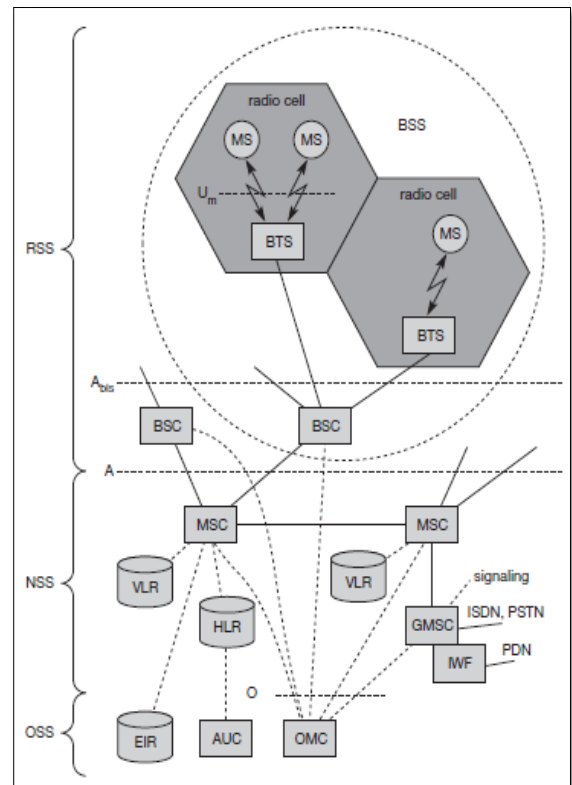 radio cell
BSS
MS MS
radio cell
Um
MS
BTS
RSS
BTS
Abis
BSC BSC
A
MSC MSC
VLR VLR signaling
NSS
HLR GMSC ISDN, PSTN
IWF PDN
O
OSS
EIR AUC OMC